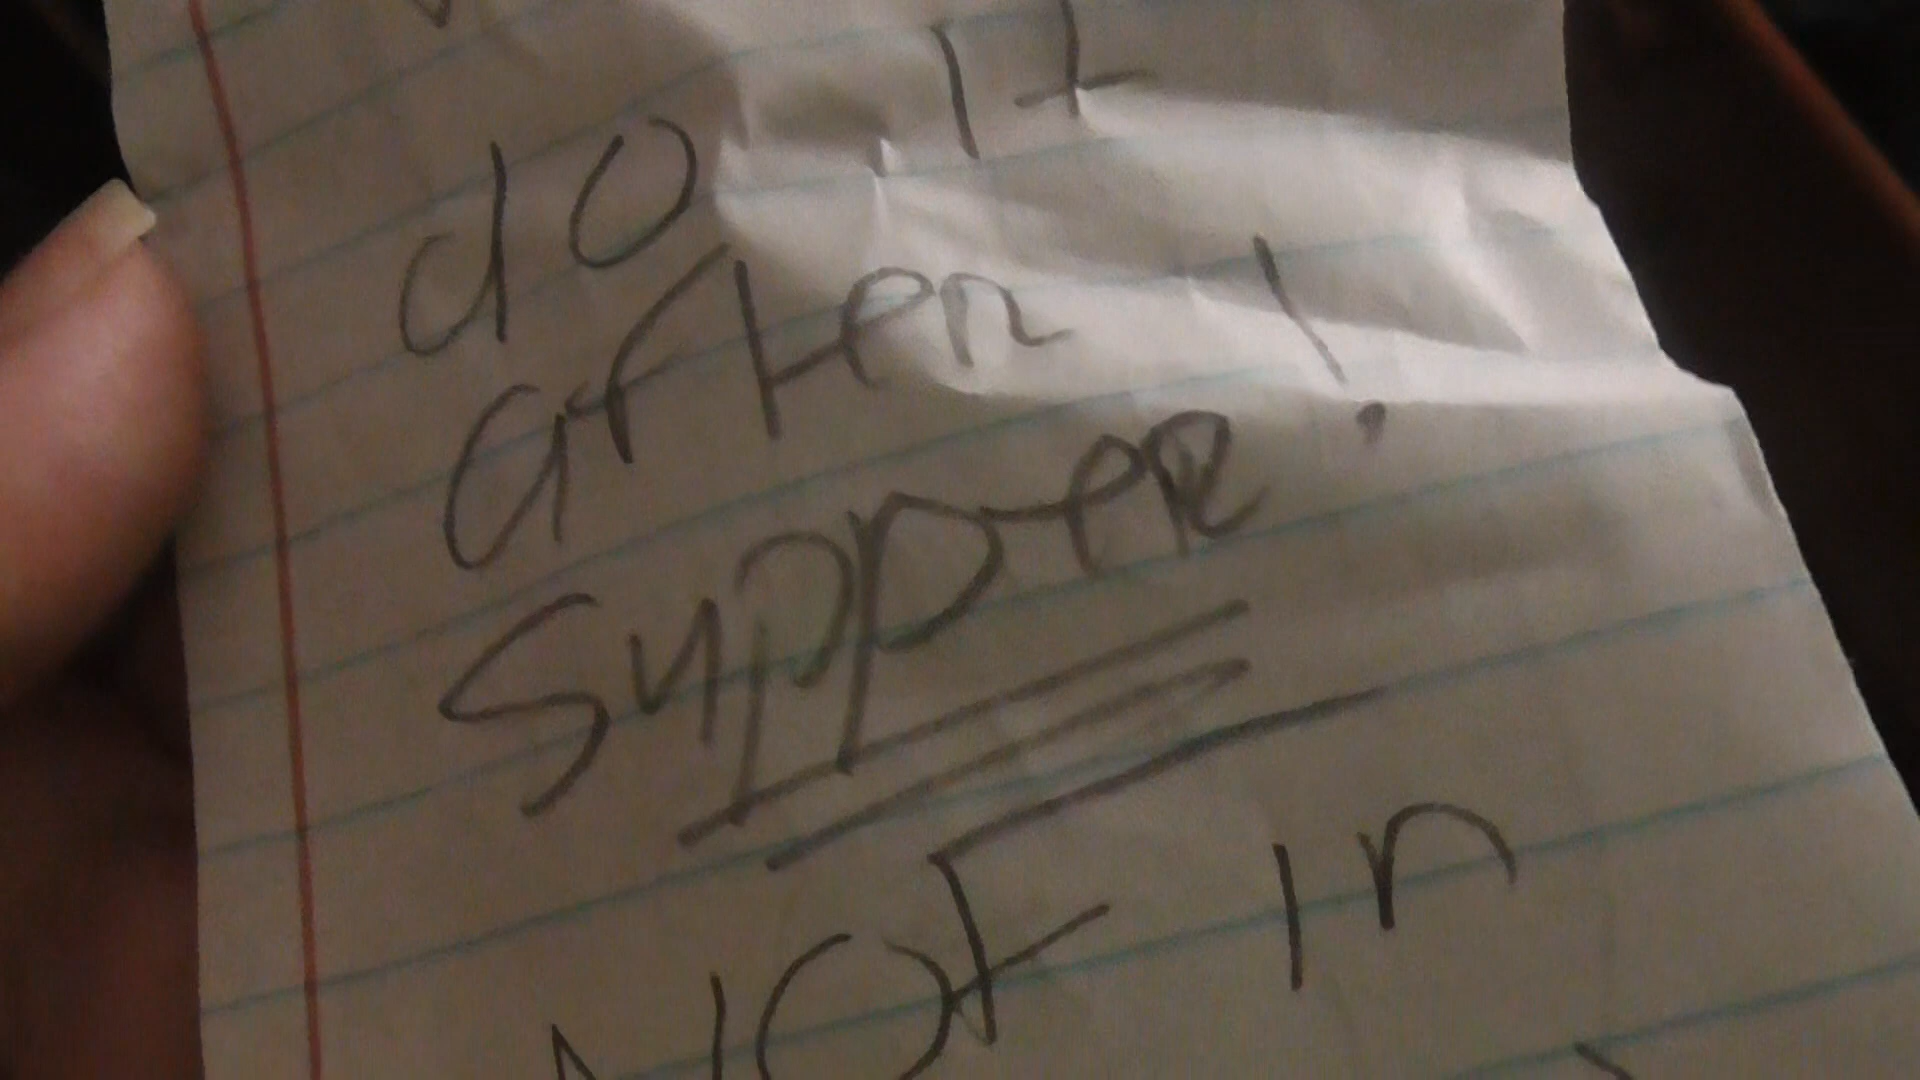 do it
after
supper!
Not in